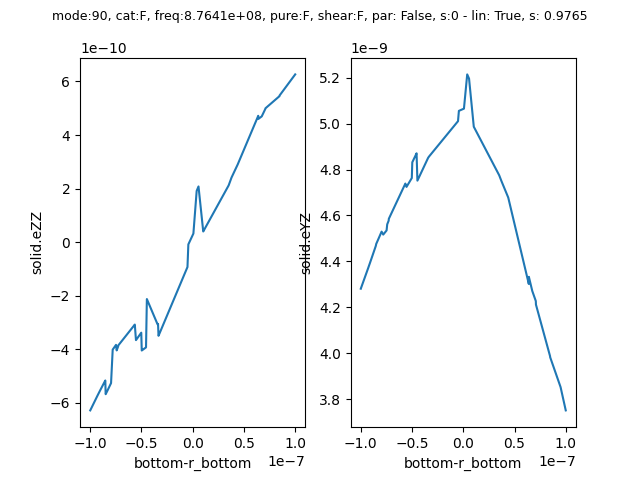 mode:90, cat:F, freq:8.7641e+08, pure:F, shear:F, par: False, s:0 - lin: True, s: 0.9765
1e−10
6
4
2
0
−2
−4
−6
solid.eZZ
−1.0 −0.5 0.0 0.5 1.0
bottom-r_bottom 1e−7
1e−9
5.2
5.0
4.8
4.6
4.4
4.2
4.0
3.8
solid.eYZ
−1.0 −0.5 0.0 0.5 1.0
bottom-r_bottom 1e−7